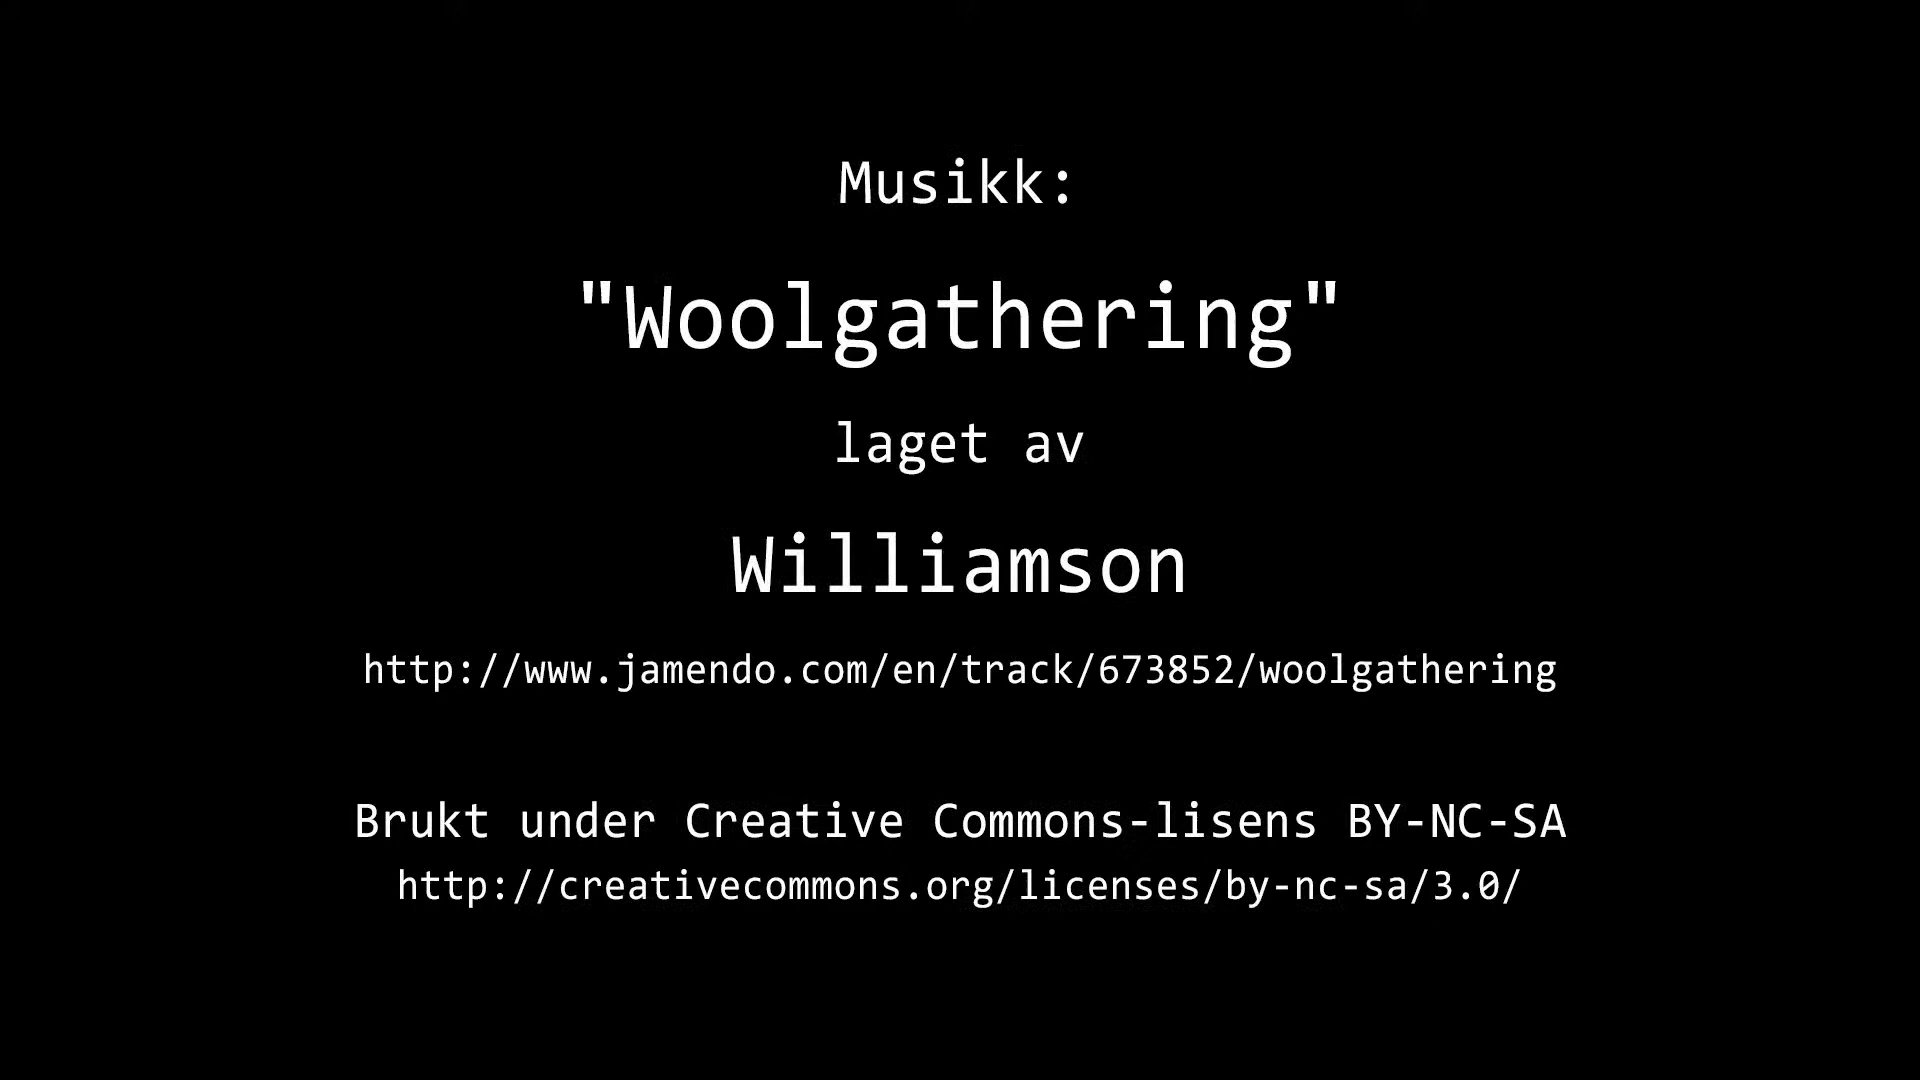 Musikk:
"Woolgathering"
laget av
Williamson
http://www.jamendo.com/en/track/673852/woolgathering
Brukt under Creative Commons-lisens BY-NC-SA
http://creativecommons.org/licenses/by-nc-sa/3.0/